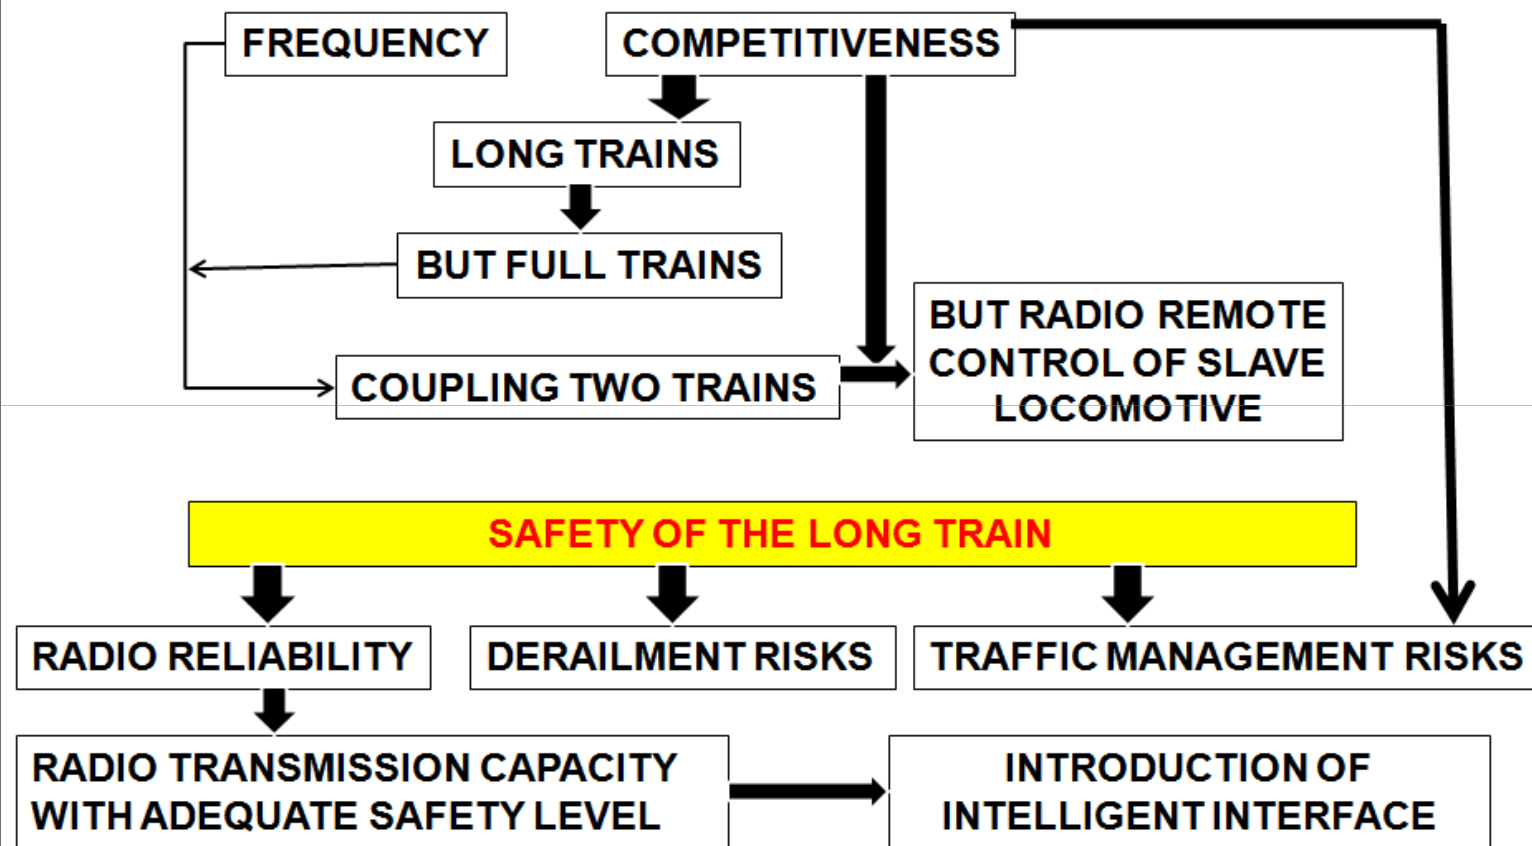 FREQUENCY
COMPETITIVENESS
LONG TRAINS
BUT FULL TRAINS
BUT RADIO REMOTE
CONTROL OF SLAVE
LOCOMOTIVE
COUPLING TWO TRAINS
SAFETY OF THE LONG TRAIN
RADIO RELIABILITY
DERAILMENT RISKS
TRAFFIC MANAGEMENT RISKS
RADIO TRANSMISSION CAPACITY
WITH ADEQUATE SAFETY LEVEL
INTRODUCTION OF
INTELLIGENT INTERFACE